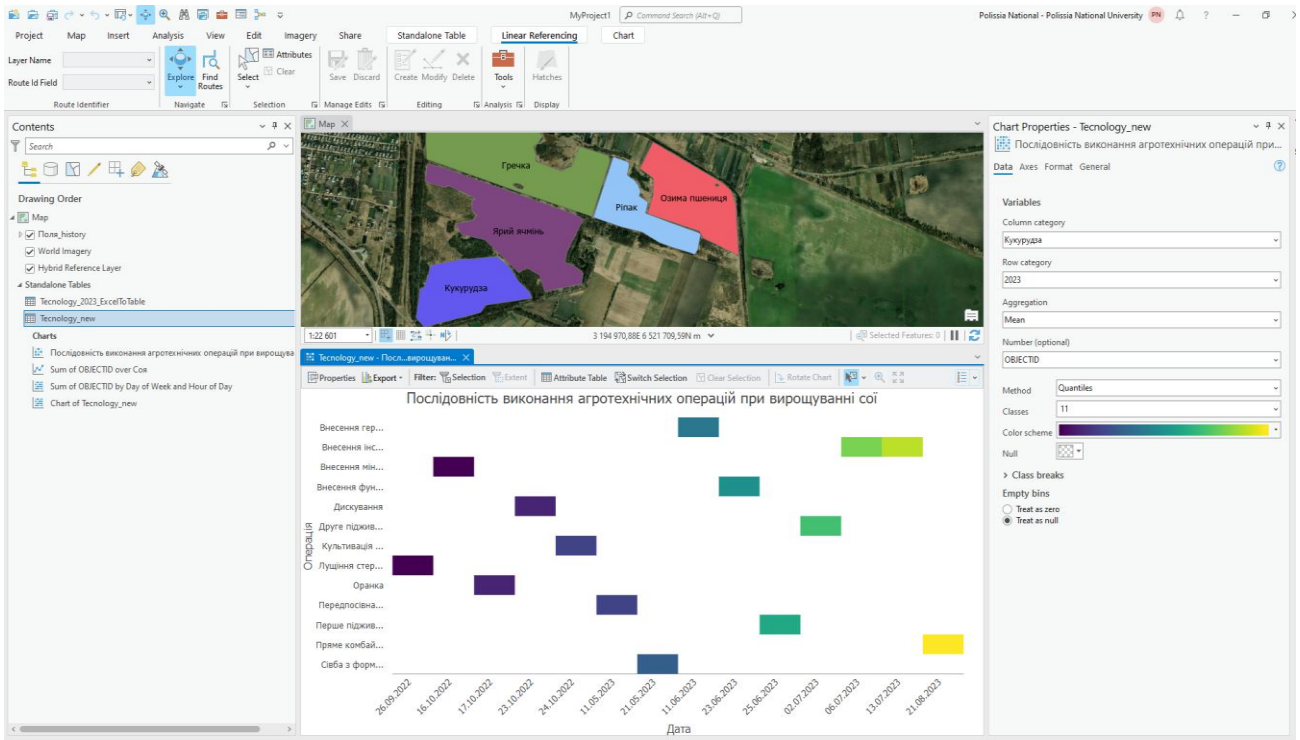 MyProject1
Command Search (Alt+Q)
Polissia National - Polissia National University
PN
?
Project Map Insert Analysis View Edit Imagery Share Standalone Table Linear Referencing Chart
Layer Name
Route Id Field
Explore
Find Routes
Select
Attributes
Clear
Save Discard
Create Modify Delete
Tools
Hatches
Route Identifier
Navigate
Selection
Manage Edits
Editing
Analysis
Display
Contents
Search
Drawing Order
Map
Поля_history
World Imagery
Hybrid Reference Layer
Standalone Tables
Tecnology_2023_ExcelToTable
Tecnology_new
Charts
Послідовність виконання агротехнічних операцій при вирощува
Sum of OBJECTID over Соя
Sum of OBJECTID by Day of Week and Hour of Day
Chart of Tecnology_new
Map
Гречка
Озима пшениця
Ріпак
Ярий ячмінь
Кукурудза
1:22 601
3 194 970,88E 6 521 709,59N m
Selected Features: 0
Tecnology_new - Посл...вирощуван...
Properties Export Filter: Selection Extent Attribute Table Switch Selection Clear Selection Rotate Chart
Послідовність виконання агротехнічних операцій при вирощуванні сої
Операція
Внесення гер...
Внесення інс...
Внесення мін...
Внесення фун...
Дискування
Друге піджив...
Культивація ...
Лущіння стер...
Оранка
Передпосівна...
Перше піджив...
Пряме комбай...
Сівба з форм...
26.09.2022 16.10.2022 17.10.2022 23.10.2022 24.10.2022 11.05.2023 21.05.2023 11.06.2023 23.06.2023 25.06.2023 02.07.2023 06.07.2023 13.07.2023 21.08.2023
Дата
Chart Properties - Tecnology_new
Послідовність виконання агротехнічних операцій при...
Data Axes Format General
Variables
Column category
Кукурудза
Row category
2023
Aggregation
Mean
Number (optional)
OBJECTID
Method Quantiles
Classes 11
Color scheme
Null
Class breaks
Empty bins
Treat as zero
Treat as null